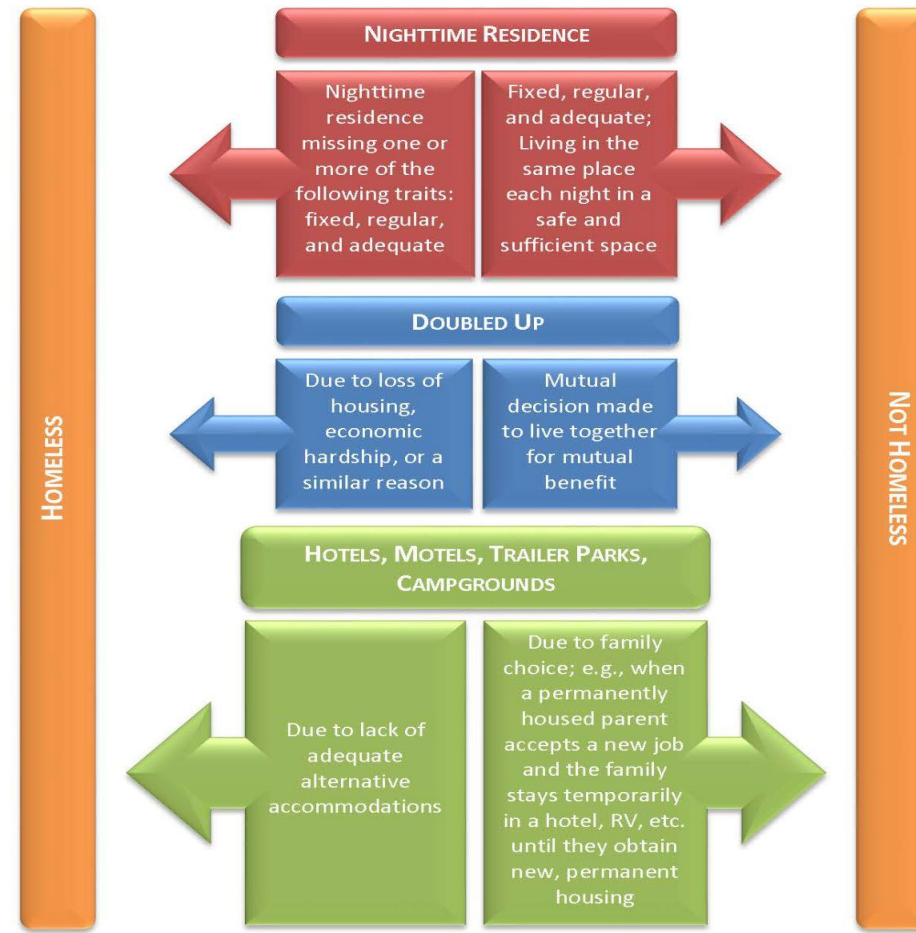 HOMELESS
NIGHTTIME RESIDENCE
Nighttime
residence
missing one or
more of the
following traits:
fixed, regular,
and adequate
Fixed, regular,
and adequate;
Living in the
same place
each night in a
safe and
sufficient space
DOUBLED UP
Due to loss of
housing,
economic
hardship, or a
similar reason
Mutual
decision made
to live together
for mutual
benefit
HOTELS, MOTELS, TRAILER PARKS,
CAMPGROUNDS
Due to lack of
adequate
alternative
accommodations
Due to family
choice; e.g., when
a permanently
housed parent
accepts a new job
and the family
stays temporarily
in a hotel, RV, etc.
until they obtain
new, permanent
housing
NOT HOMELESS